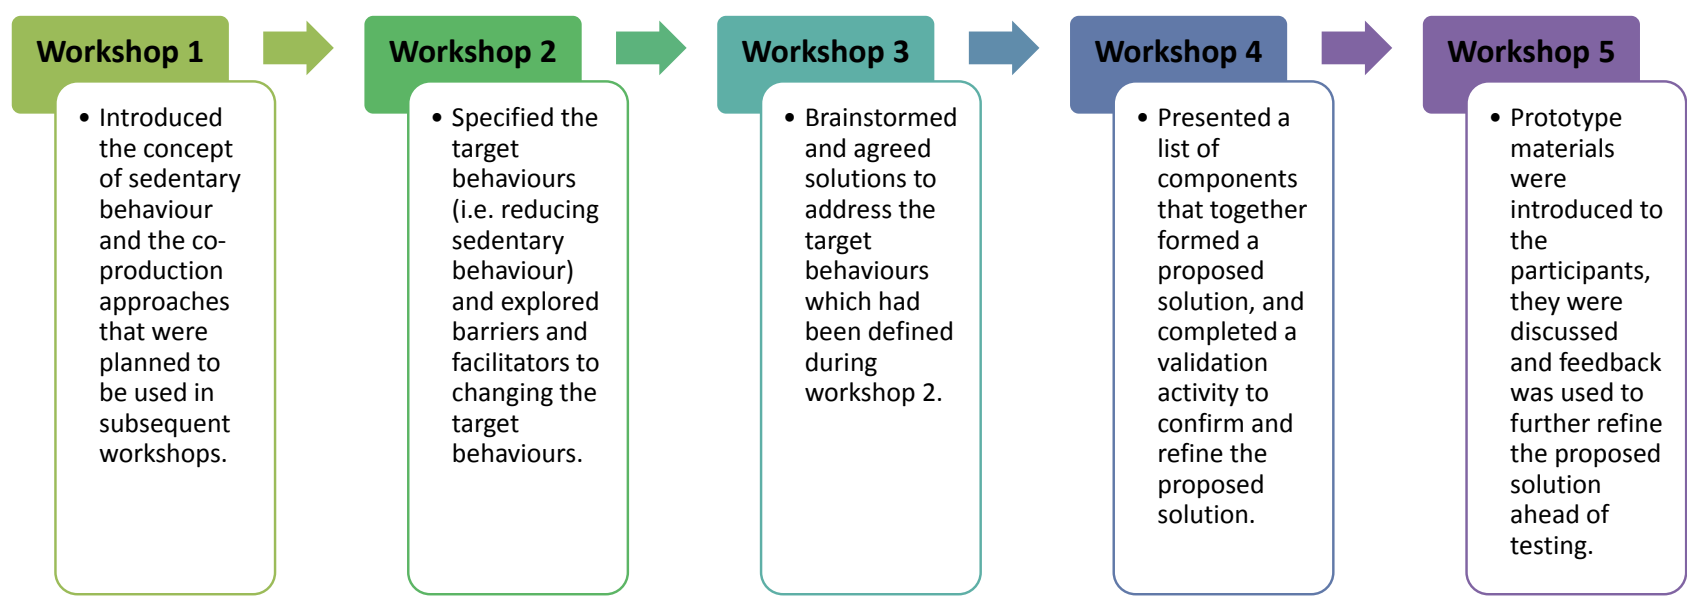 Workshop 1
• Introduced
the concept
of sedentary
behaviour
and the co-
production
approaches
that were
planned to
be used in
subsequent
workshops.
Workshop 2
• Specified the
target
behaviours
(i.e. reducing
sedentary
behaviour)
and explored
barriers and
facilitators to
changing the
target
behaviours.
Workshop 3
• Brainstormed
and agreed
solutions to
address the
target
behaviours
which had
been defined
during
workshop 2.
Workshop 4
• Presented a
list of
components
that together
formed a
proposed
solution, and
completed a
validation
activity to
confirm and
refine the
proposed
solution.
Workshop 5
• Prototype
materials
were
introduced to
the
participants,
they were
discussed
and feedback
was used to
further refine
the proposed
solution
ahead of
testing.